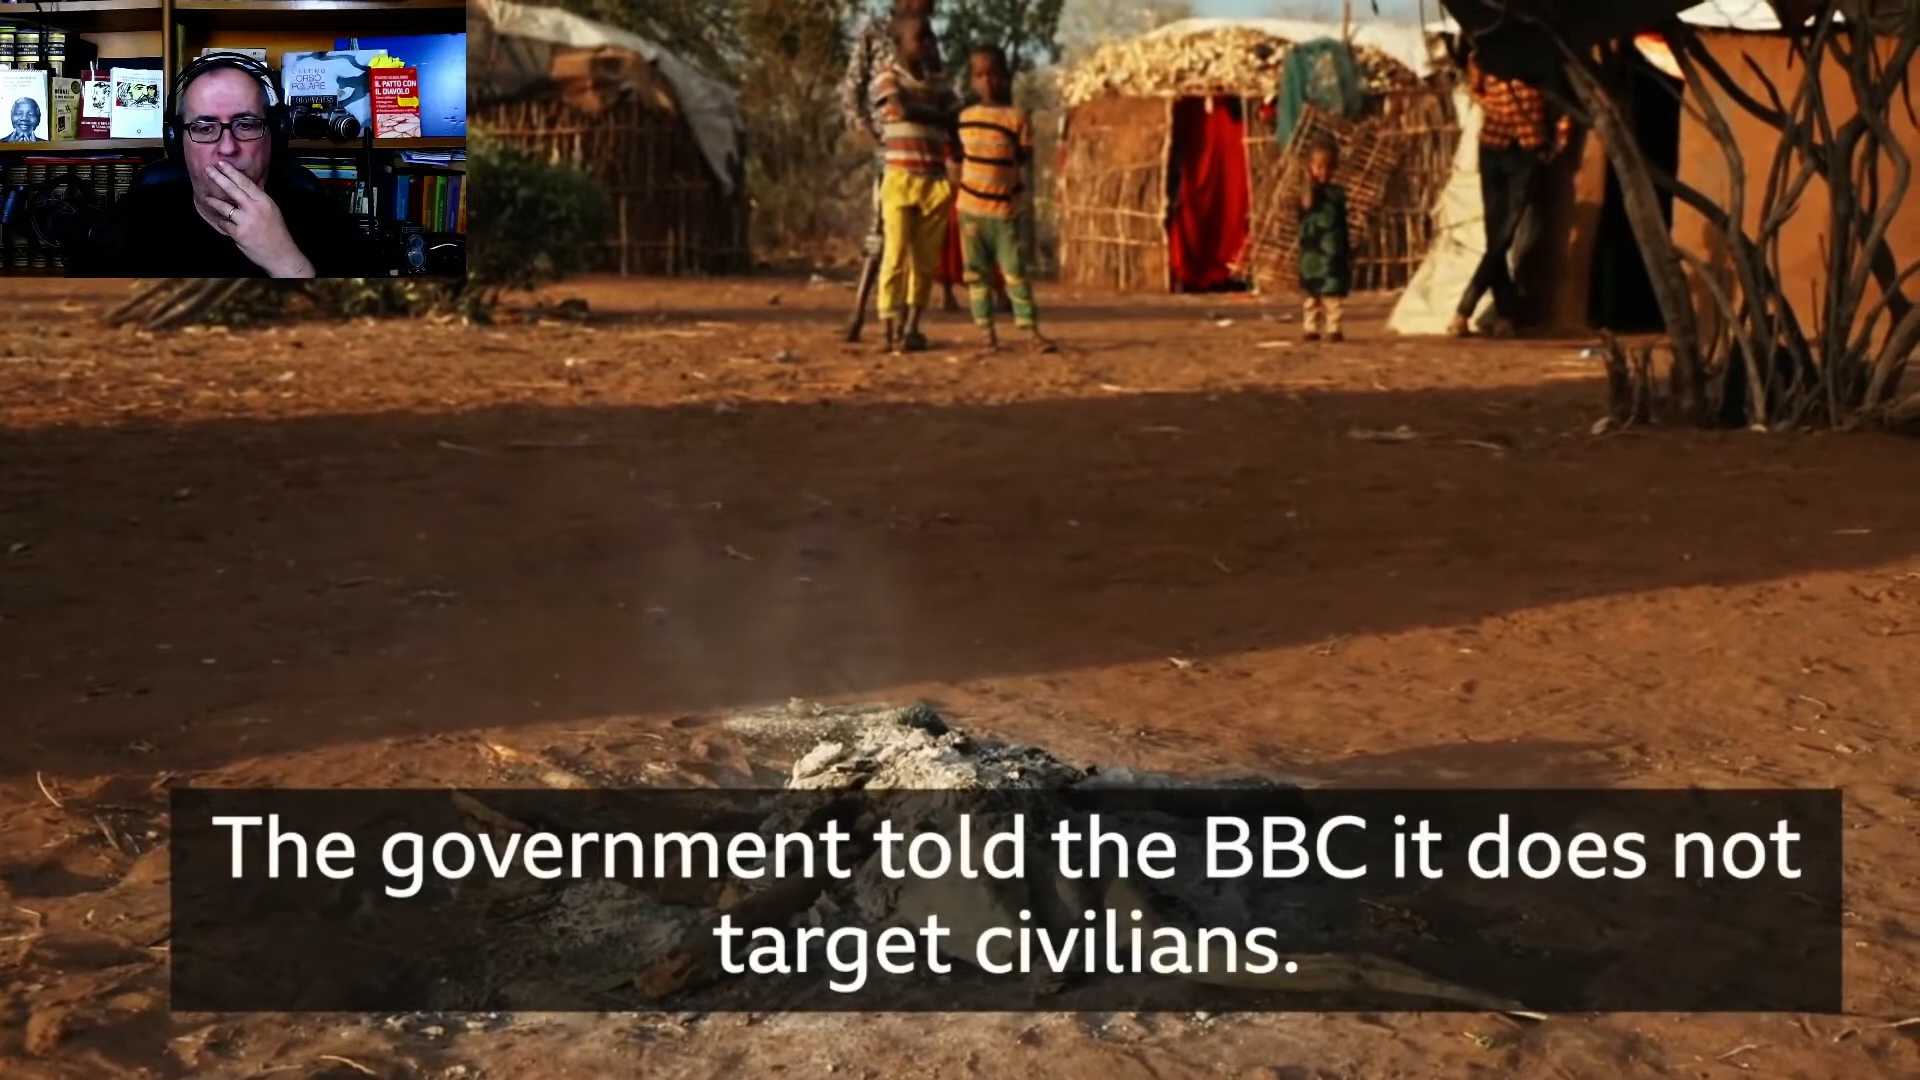 ORSO
POLARE
IL PATTO CON
IL DIAVOLO
The government told the BBC it does not
target civilians.